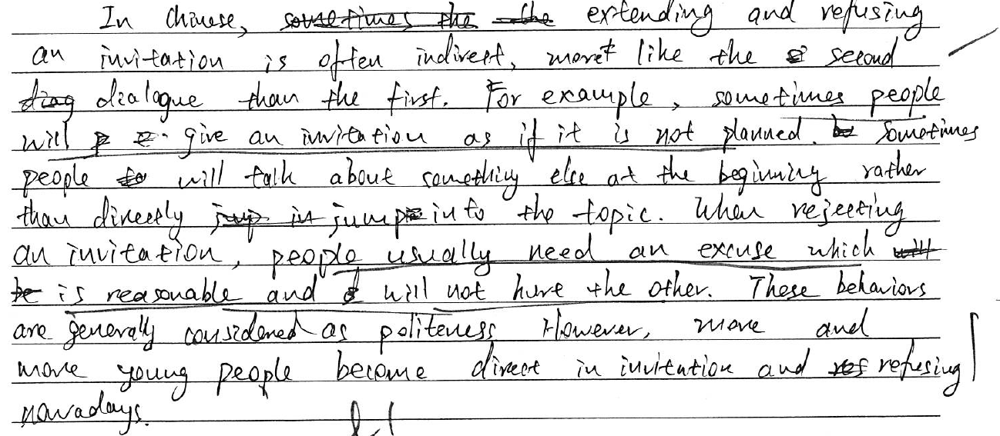 In Chinese, sometimes the the extending and refusing
an invitation is often indirect, more like the second
diag dialogue than the first. For example, sometimes people
will give an invitation as if it is not planned. be Sometimes
people to will talk about something else at the beginning rather
than directly jump in jump into the topic. When rejecting
an invitation, people usually need an excuse which will
be is reasonable and will not hurt the other. These behaviors
are generally considered as politeness However, more and
more young people become direct in invitation and ref refusing
nowadays.